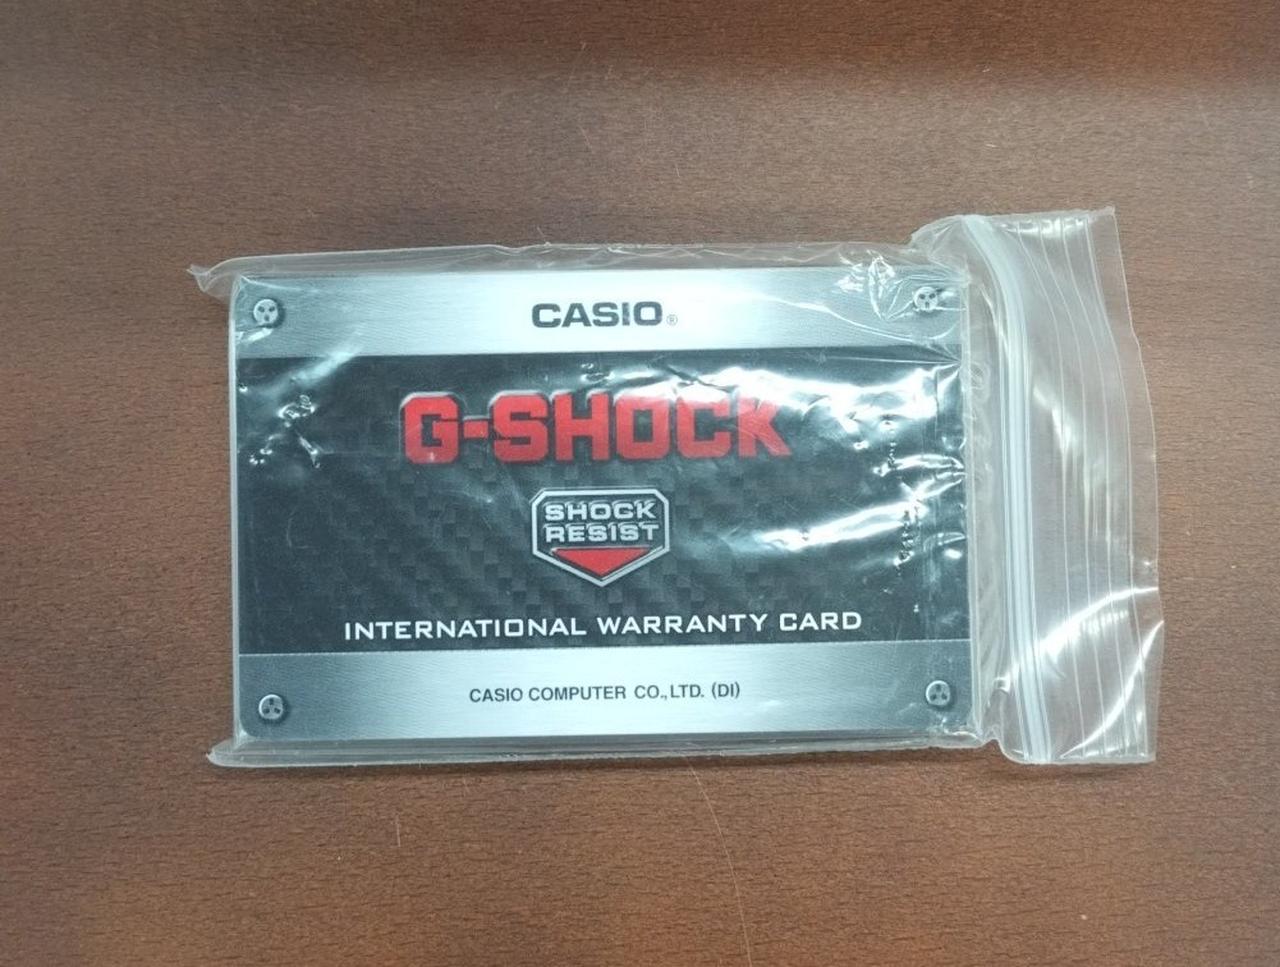 CASIO®
G-SHOCK
SHOCK
RESIST
INTERNATIONAL WARRANTY CARD
CASIO COMPUTER CO.,LTD. (DI)